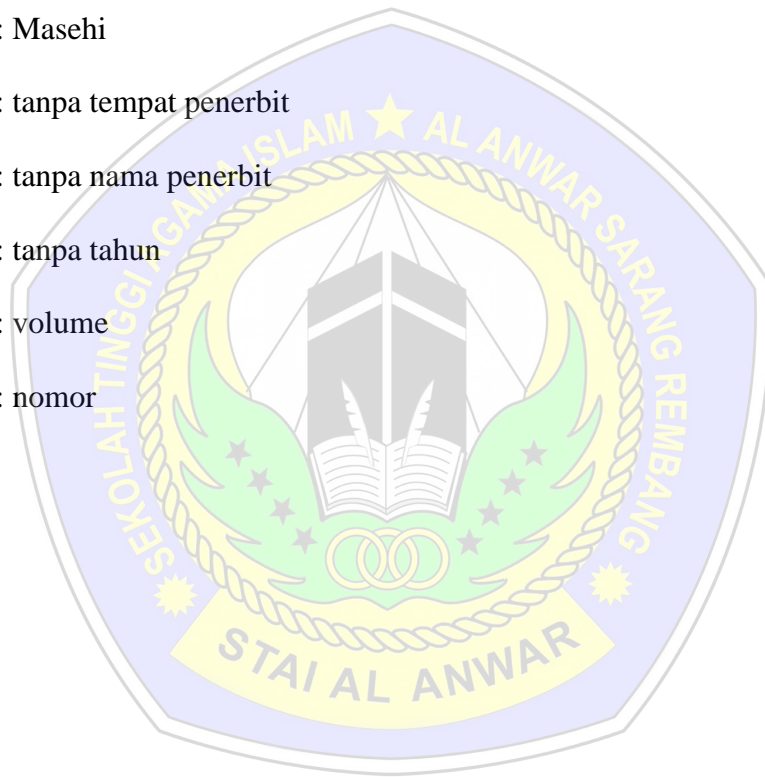 : Masehi
: tanpa tempat penerbit
: tanpa nama penerbit
: tanpa tahun
: volume
: nomor
SEKOLAH TINGGI AGAMA ISLAM ★ AL ANWAR SARANG REMBANG
STAI AL ANWAR